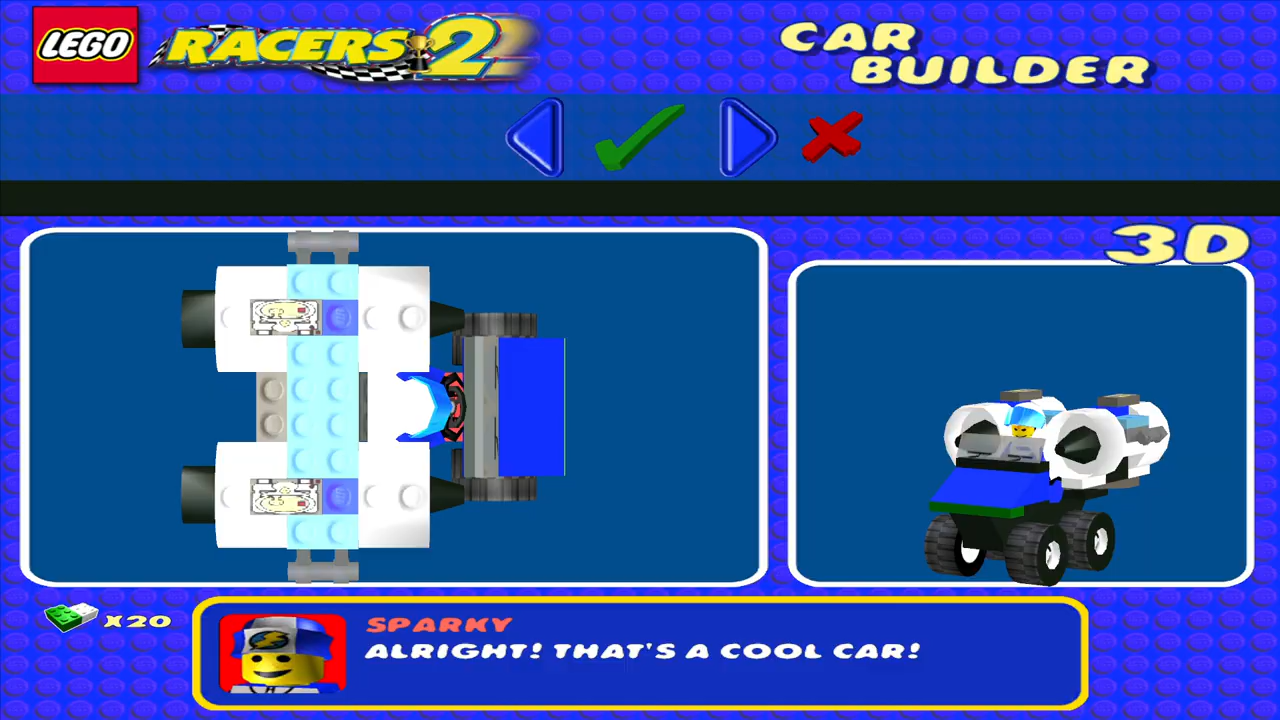 LEGO RACERS 2
CAR
BUILDER
3D
X20
SPARKY
ALRIGHT! THAT'S A COOL CAR!